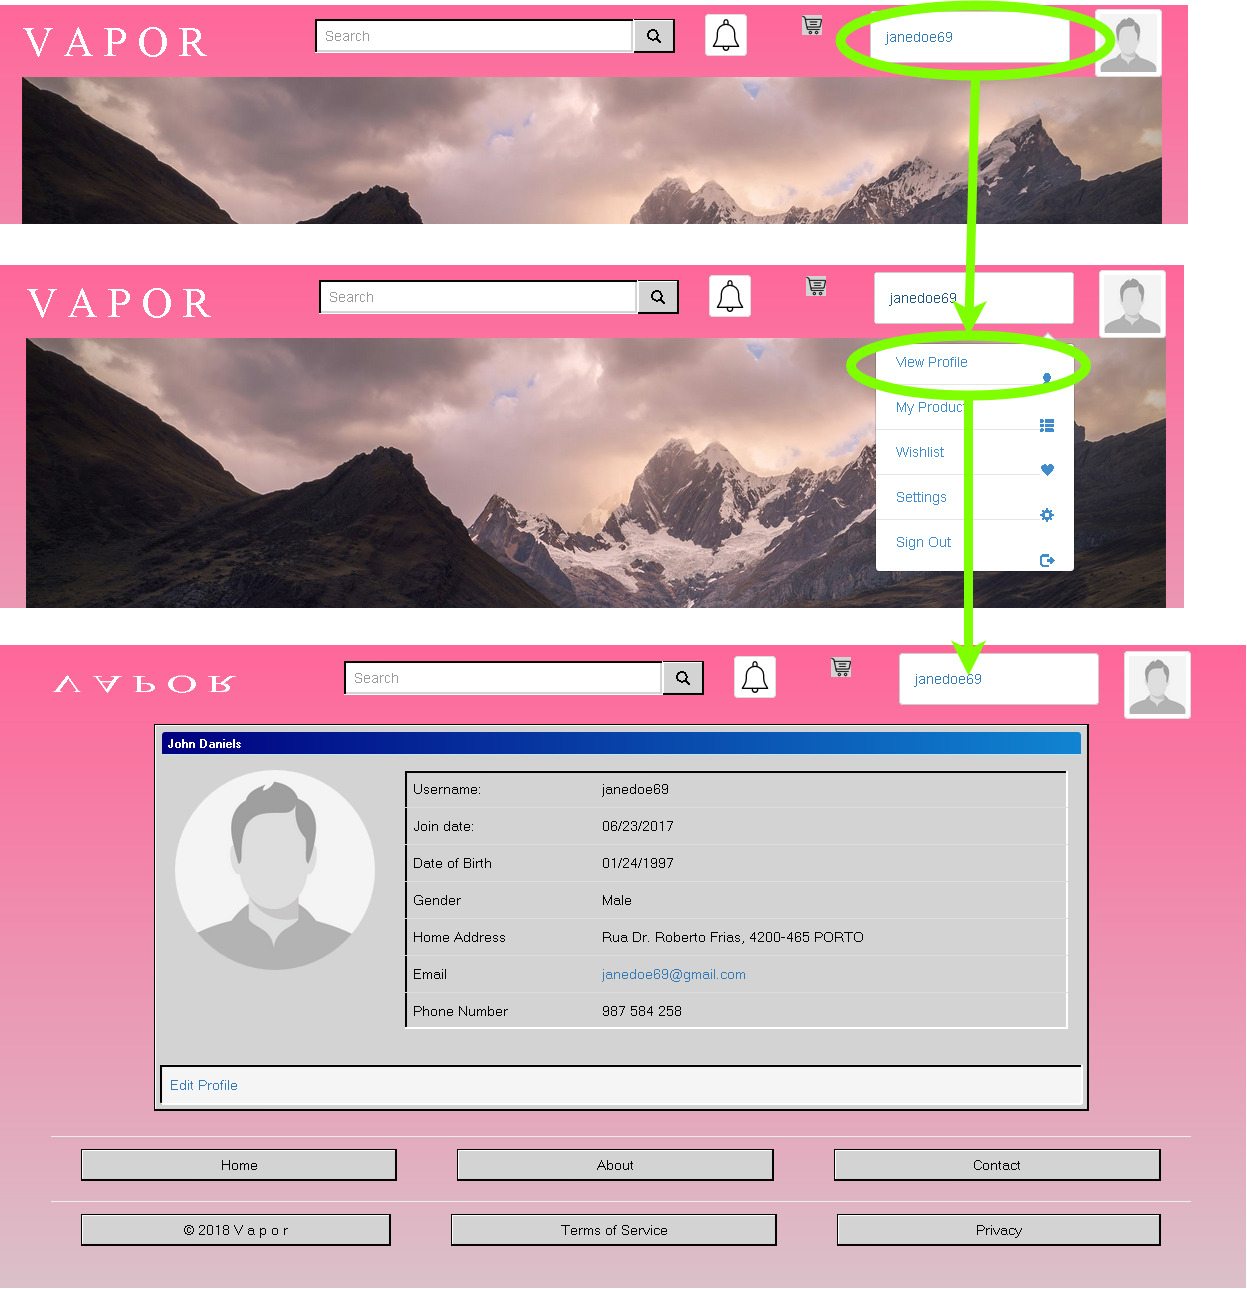 V A P O R
Search
janedoe69
V A P O R
Search
janedoe69
View Profile
My Produc
Wishlist
Settings
Sign Out
V A P O R
Search
janedoe69
John Daniels
Username: janedoe69
Join date: 06/23/2017
Date of Birth 01/24/1997
Gender Male
Home Address Rua Dr. Roberto Frias, 4200-465 PORTO
Email janedoe69@gmail.com
Phone Number 987 584 258
Edit Profile
Home About Contact
© 2018 V a p o r Terms of Service Privacy